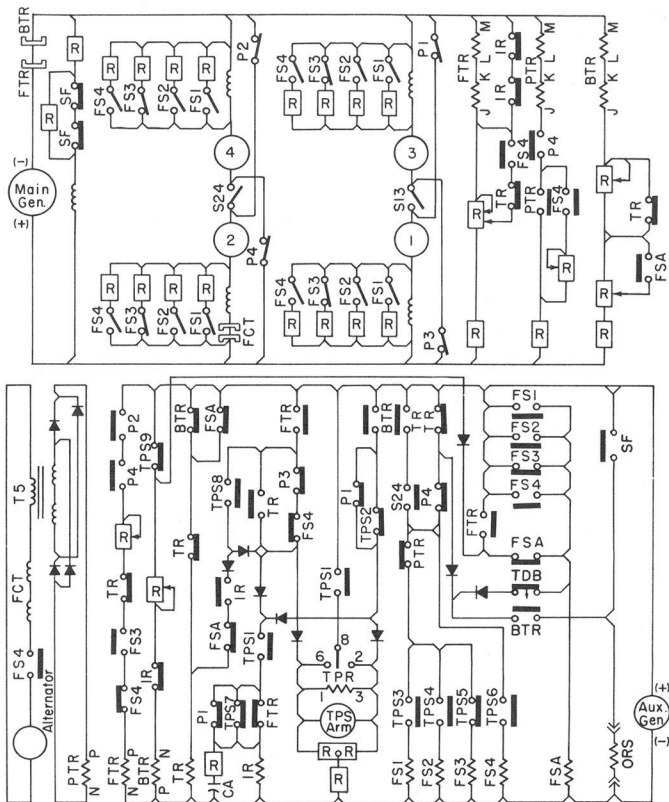 BTR
FTR
R
SF
R
SF
(-)
Main
Gen.
(+)
R
R
R
R
FS4
FS3
FS2
FS1
P2
4
S24
2
P4
R
R
R
R
FS4
FS3
FS2
FS1
FCT
R
R
R
R
FS4
FS3
FS2
FS1
R
R
R
R
P1
3
S13
1
FS4
FS3
FS2
FS1
R
R
R
R
P3
FTR
M
L
K
J
R
R
IR
IR
FS4
TR
PTR
M
L
K
J
P4
PTR
FS4
R
R
BTR
M
L
K
J
R
TR
FSA
R
R
T5
FCT
FS4
Alternator
PTR
P
N
P2
P4
R
TR
FS3
FS4
FTR
P
N
TPS9
R
IR
BTR
N
P
BTR
FSA
TR
TR
TPS8
TR
IR
FSA
TPS1
P1
TPS7
FTR
R
CA
IR
FTR
P3
FS4
TPS1
8
6
2
TPR
1
3
TPS
Arm
R
R
R
P1
TPS2
BTR
TR
TR
S24
P4
PTR
TPS3
TPS4
TPS5
TPS6
FS1
FS2
FS3
FS4
FS1
FS2
FS3
FS4
FTR
FSA
TDB
BTR
FSA
SF
ORS
(+)
Aux. Gen
(-)